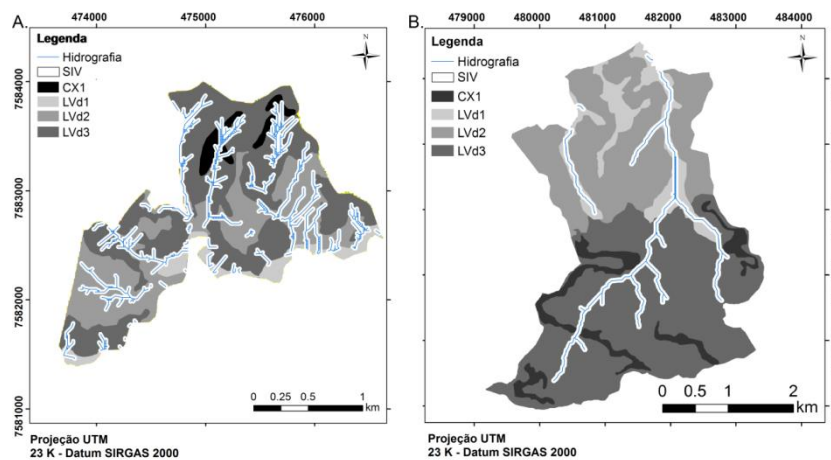 A.
474000 475000 476000
Legenda
Hidrografia
SIV
CX1
LVd1
LVd2
LVd3
N
7584000
7583000
7582000
7581000
0 0.25 0.5 1
km
Projeção UTM
23 K - Datum SIRGAS 2000
B.
479000 480000 481000 482000 483000 484000
Legenda
Hidrografia
SIV
CX1
LVd1
LVd2
LVd3
N
0 0.5 1 2
km
Projeção UTM
23 K - Datum SIRGAS 2000